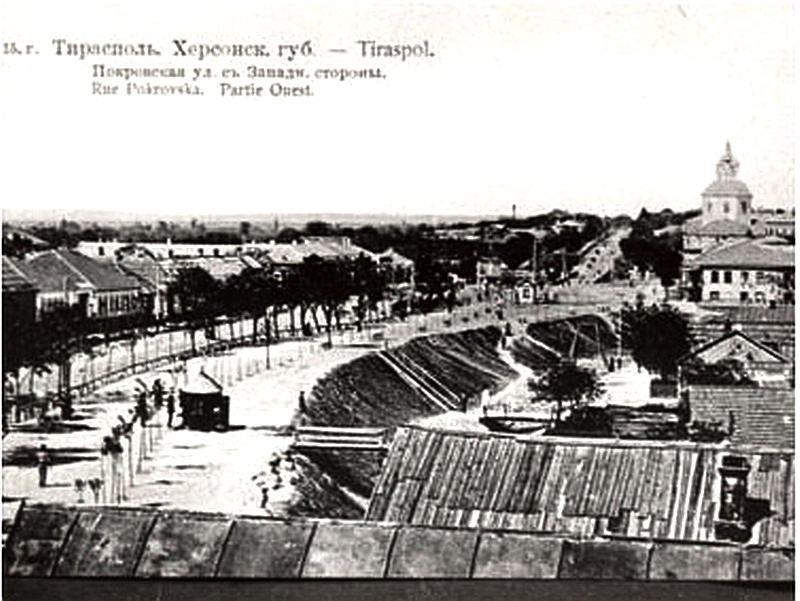 15. г. Тирасполь. Херсонск. губ. — Tiraspol.
Покровская ул. съ Западн. стороны.
Rue Pokrovska. Partie Ouest.